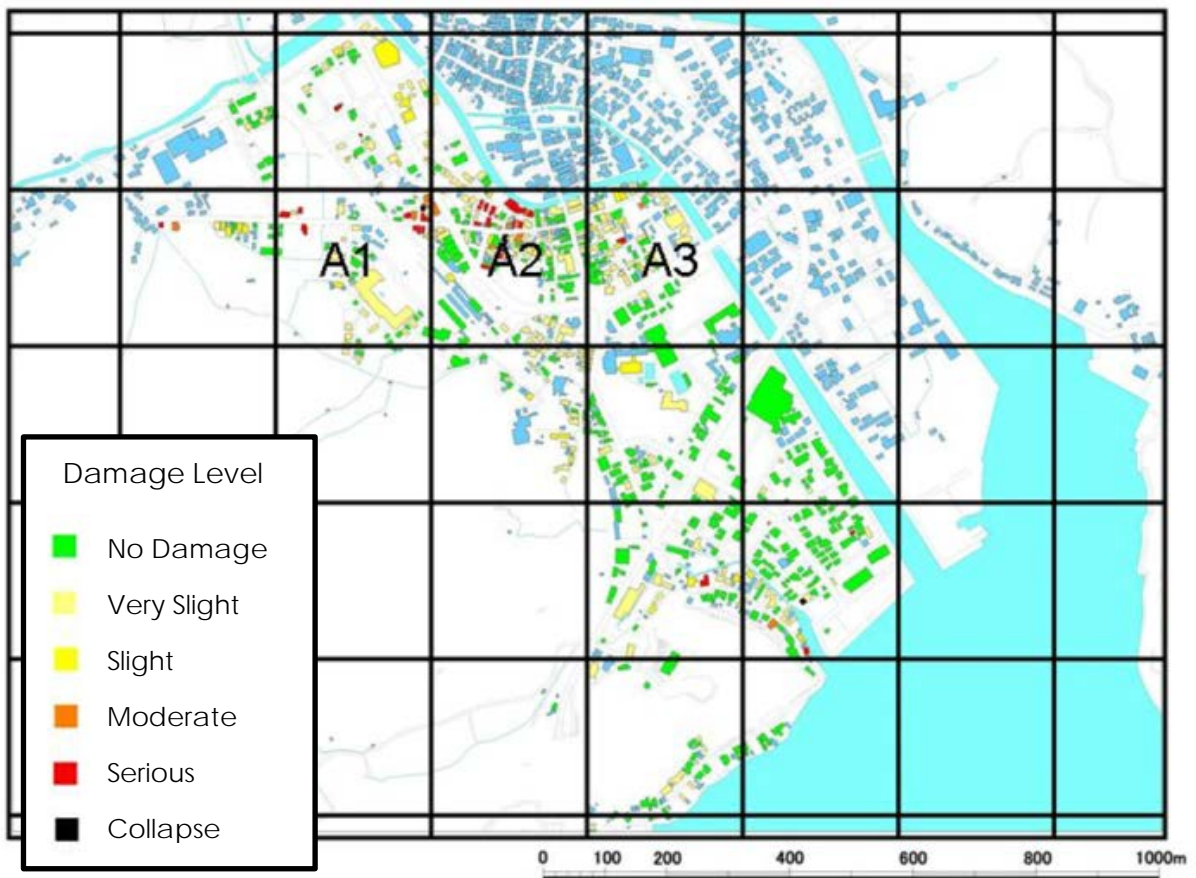 A1 A2 A3
Damage Level
No Damage
Very Slight
Slight
Moderate
Serious
Collapse
0 100 200 400 600 800 1000m